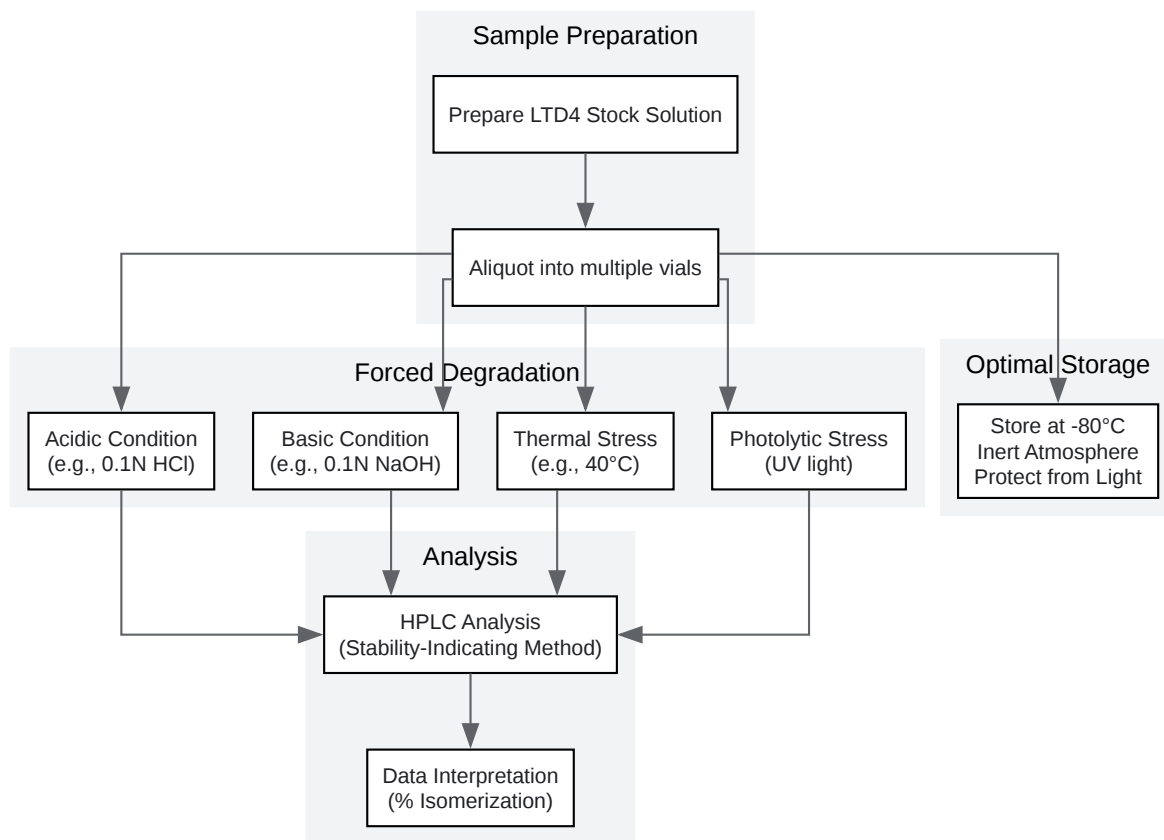 Sample Preparation
Prepare LTD4 Stock Solution
Aliquot into multiple vials
Forced Degradation
Acidic Condition
(e.g., 0.1N HCl)
Basic Condition
(e.g., 0.1N NaOH)
Thermal Stress
(e.g., 40°C)
Photolytic Stress
(UV light)
Optimal Storage
Store at -80°C
Inert Atmosphere
Protect from Light
Analysis
HPLC Analysis
(Stability-Indicating Method)
Data Interpretation
(% Isomerization)